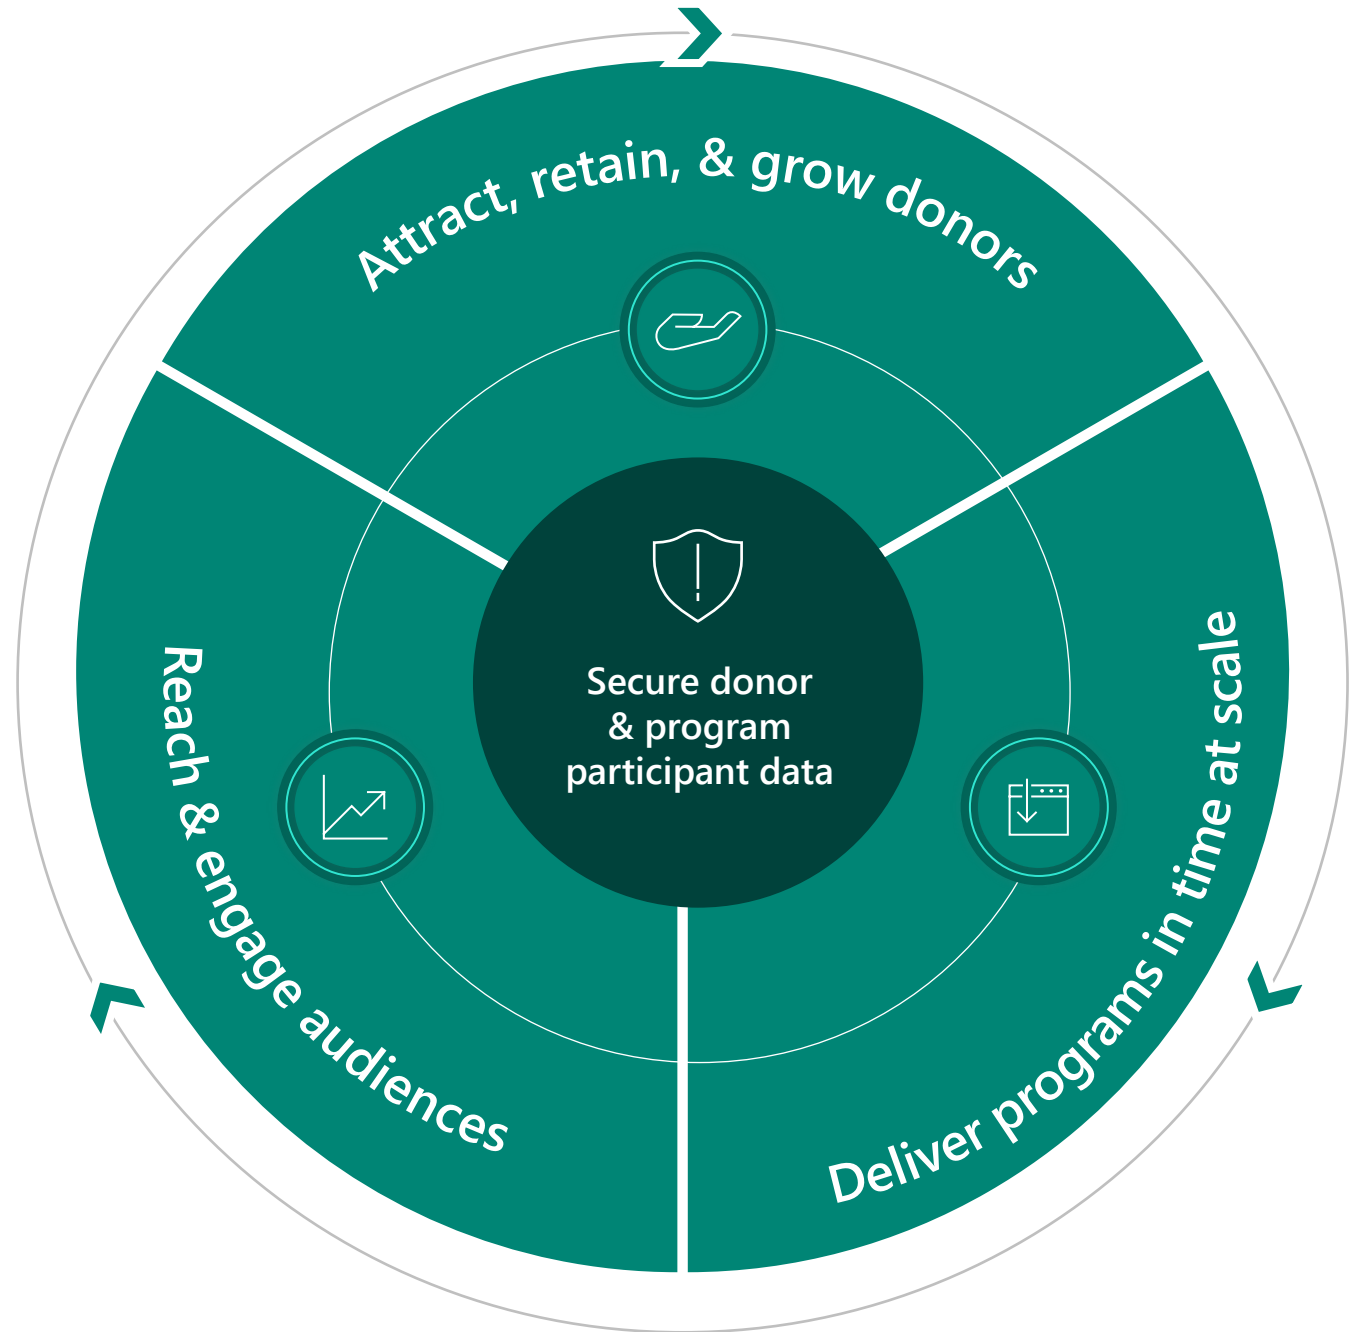 Attract, retain, & grow donors
Secure donor
& program
participant data
Reach & engage audiences
Deliver programs in time at scale